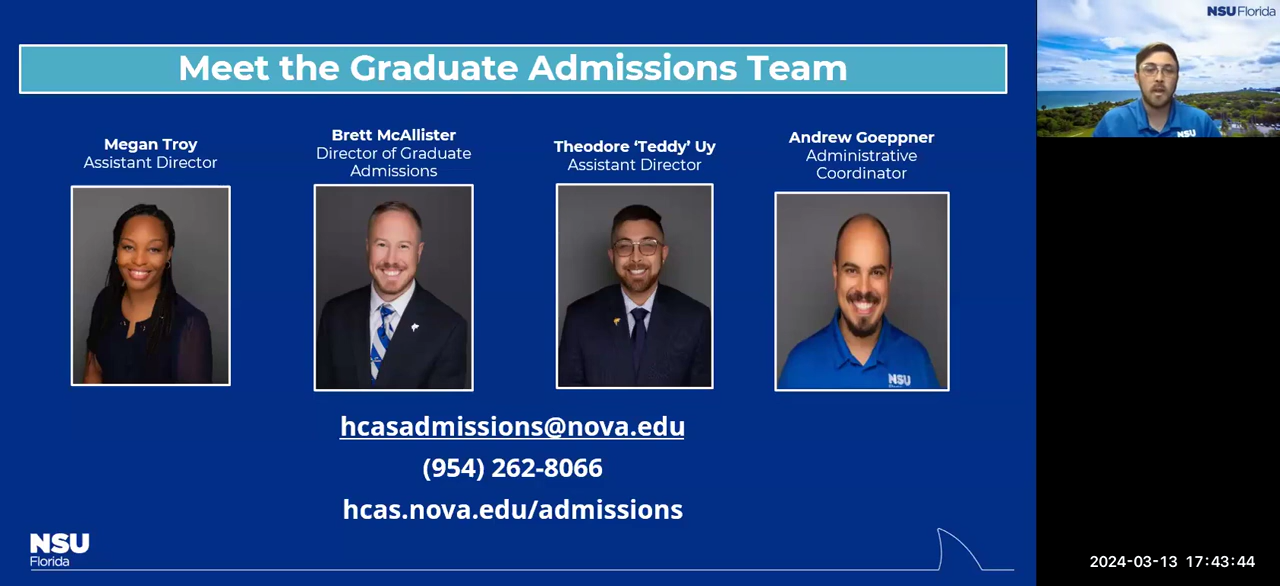 Meet the Graduate Admissions Team
Megan Troy
Assistant Director
Brett McAllister
Director of Graduate
Admissions
Theodore ‘Teddy’ Uy
Assistant Director
Andrew Goeppner
Administrative
Coordinator
NSU
hcasadmissions@nova.edu
(954) 262-8066
hcas.nova.edu/admissions
NSU
Florida
NSU Florida
NSU
2024-03-13 17:43:44